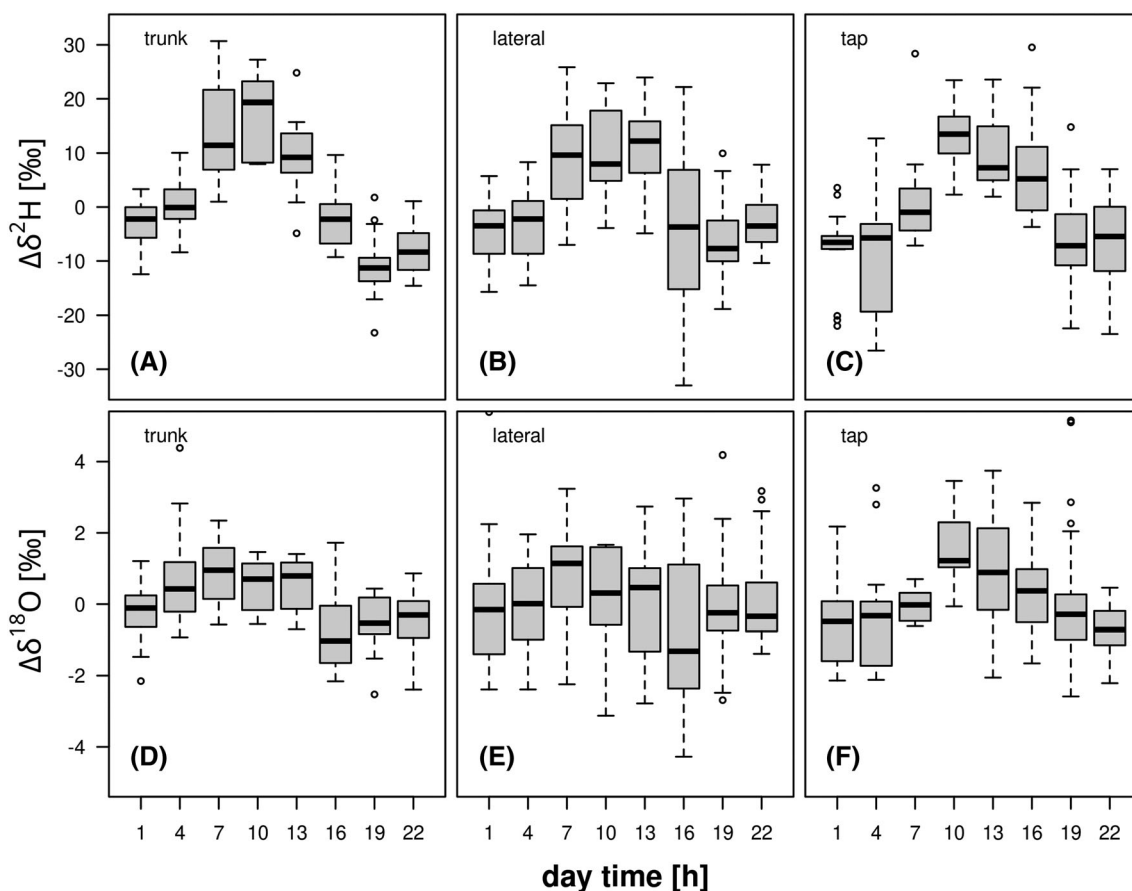 trunk lateral tap
30
20
10
0
-10
-20
-30
Δδ²H [‰]
(A) (B) (C)
trunk lateral tap
4
2
0
-2
-4
Δδ¹⁸O [‰]
(D) (E) (F)
1 4 7 10 13 16 19 22 1 4 7 10 13 16 19 22 1 4 7 10 13 16 19 22
day time [h]